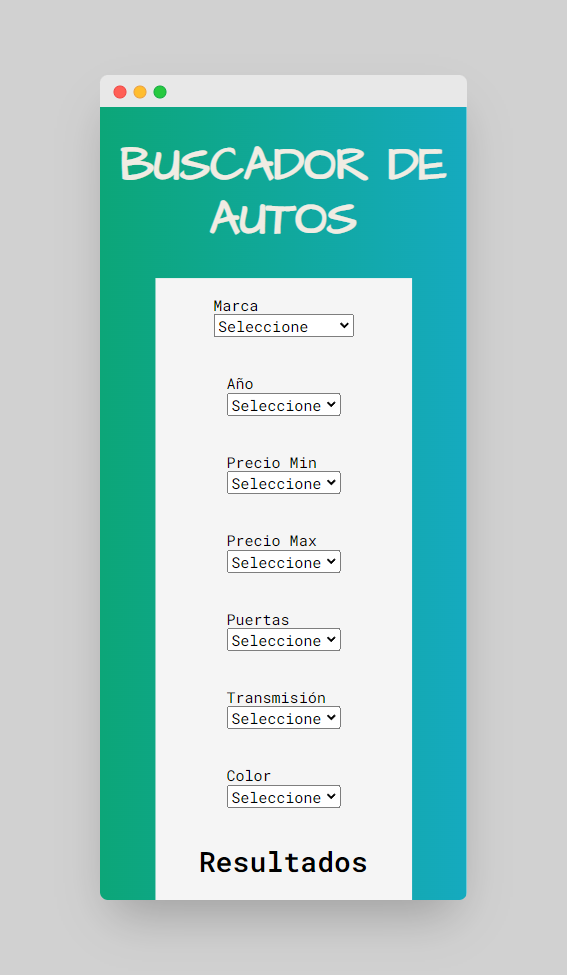 BUSCADOR DE
AUTOS
Marca
Seleccione
Año
Seleccione
Precio Min
Seleccione
Precio Max
Seleccione
Puertas
Seleccione
Transmisión
Seleccione
Color
Seleccione
Resultados